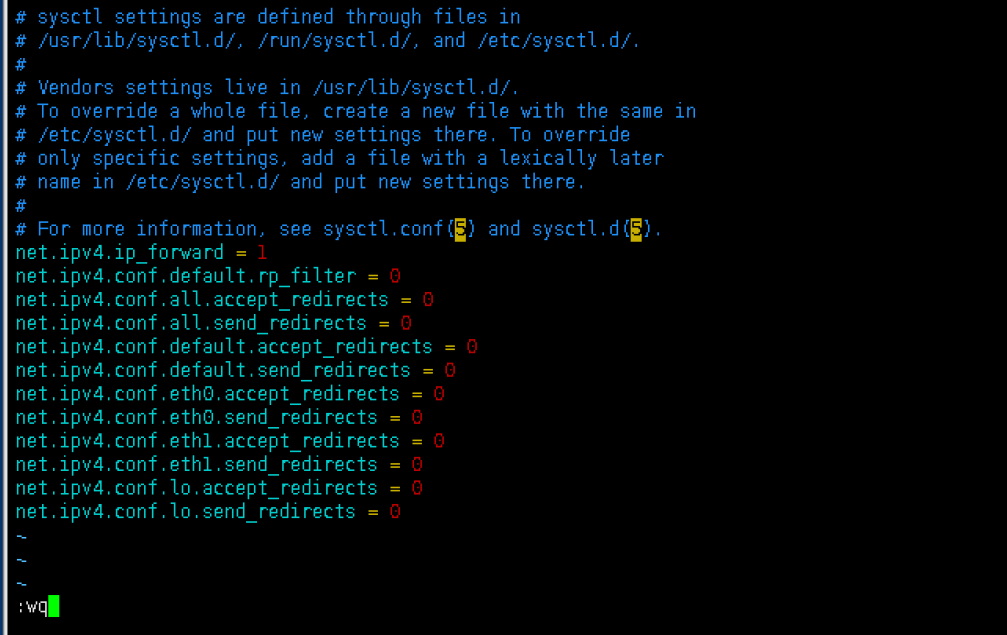 # sysctl settings are defined through files in
# /usr/lib/sysctl.d/, /run/sysctl.d/, and /etc/sysctl.d/.
#
# Vendors settings live in /usr/lib/sysctl.d/.
# To override a whole file, create a new file with the same in
# /etc/sysctl.d/ and put new settings there. To override
# only specific settings, add a file with a lexically later
# name in /etc/sysctl.d/ and put new settings there.
#
# For more information, see sysctl.conf(5) and sysctl.d(5).
net.ipv4.ip_forward = 1
net.ipv4.conf.default.rp_filter = 0
net.ipv4.conf.all.accept_redirects = 0
net.ipv4.conf.all.send_redirects = 0
net.ipv4.conf.default.accept_redirects = 0
net.ipv4.conf.default.send_redirects = 0
net.ipv4.conf.eth0.accept_redirects = 0
net.ipv4.conf.eth0.send_redirects = 0
net.ipv4.conf.eth1.accept_redirects = 0
net.ipv4.conf.eth1.send_redirects = 0
net.ipv4.conf.lo.accept_redirects = 0
net.ipv4.conf.lo.send_redirects = 0
~
~
~
:wq